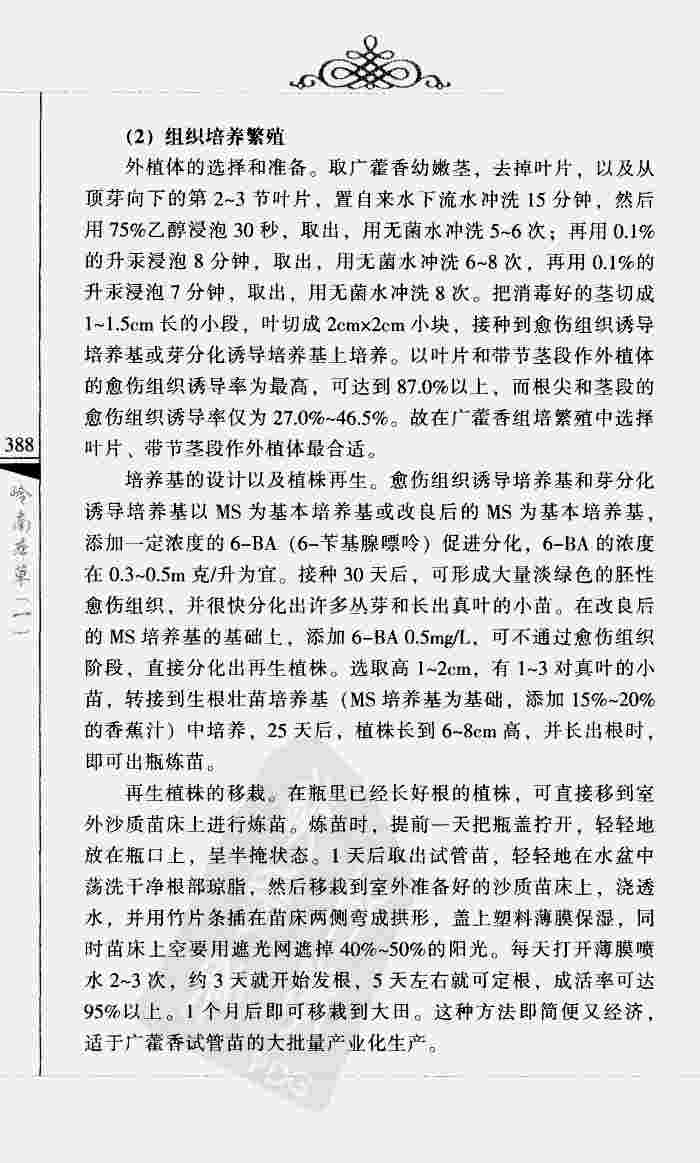 (2) 组织培养繁殖
外植体的选择和准备。取广藿香幼嫩茎，去掉叶片，以及从
顶芽向下的第 2~3 节叶片，置自来水下流水冲洗 15 分钟，然后
用 75%乙醇浸泡 30 秒，取出，用无菌水冲洗 5~6 次；再用 0.1%
的升汞浸泡 8 分钟，取出，用无菌水冲洗 6~8 次，再用 0.1%的
升汞浸泡 7 分钟，取出，用无菌水冲洗 8 次。把消毒好的茎切成
1~1.5cm 长的小段，叶切成 2cm×2cm 小块，接种到愈伤组织诱导
培养基或芽分化诱导培养基上培养。以叶片和带节茎段作外植体
的愈伤组织诱导率为最高，可达到 87.0%以上，而根尖和茎段的
愈伤组织诱导率仅为 27.0%~46.5%。故在广藿香组培繁殖中选择
叶片、带节茎段作外植体最合适。
培养基的设计以及植株再生。愈伤组织诱导培养基和芽分化
诱导培养基以 MS 为基本培养基或改良后的 MS 为基本培养基，
添加一定浓度的 6-BA（6-苄基腺嘌呤）促进分化，6-BA 的浓度
在 0.3~0.5m 克/升为宜。接种 30 天后，可形成大量淡绿色的胚性
愈伤组织，并很快分化出许多丛芽和长出真叶的小苗。在改良后
的 MS 培养基的基础上，添加 6-BA 0.5mg/L，可不通过愈伤组织
阶段，直接分化出再生植株。选取高 1~2cm，有 1~3 对真叶的小
苗，转接到生根壮苗培养基（MS 培养基为基础，添加 15%~20%
的香蕉汁）中培养，25 天后，植株长到 6~8cm 高，并长出根时，
即可出瓶炼苗。
再生植株的移栽。在瓶里已经长好根的植株，可直接移到室
外沙质苗床上进行炼苗。炼苗时，提前一天把瓶盖拧开，轻轻地
放在瓶口上，呈半掩状态。1 天后取出试管苗，轻轻地在水盆中
荡洗干净根部琼脂，然后移栽到室外准备好的沙质苗床上，浇透
水，并用竹片条插在苗床两侧弯成拱形，盖上塑料薄膜保湿，同
时苗床上空要用遮光网遮掉 40%~50%的阳光。每天打开薄膜喷
水 2~3 次，约 3 天就开始发根，5 天左右就可定根，成活率可达
95%以上。1 个月后即可移栽到大田。这种方法即简便又经济，
适于广藿香试管苗的大批量产业化生产。
388
岭南本草（一）